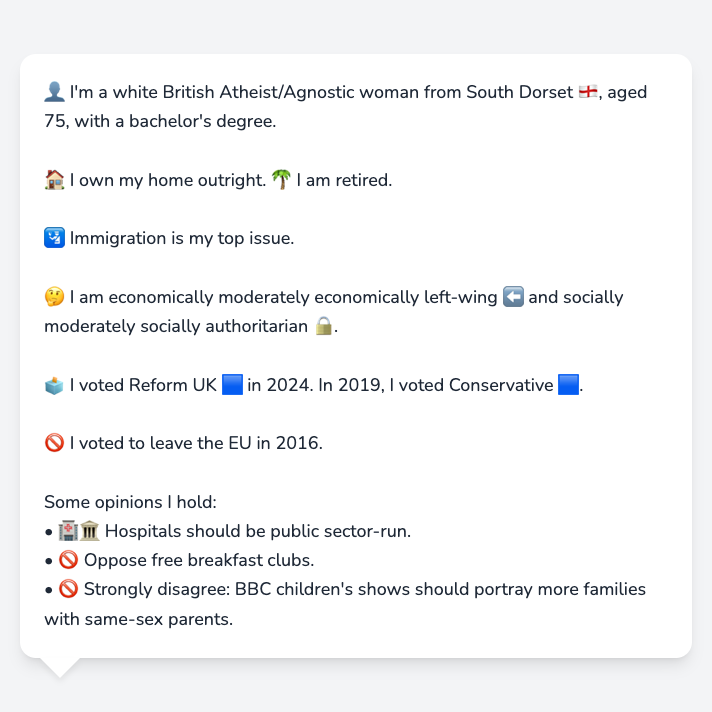 👤 I'm a white British Atheist/Agnostic woman from South Dorset 🏴󠁧󠁢󠁥󠁮󠁧󠁿, aged
75, with a bachelor's degree.
🏠 I own my home outright. 🌴 I am retired.
🛂 Immigration is my top issue.
🤔 I am economically moderately economically left-wing ⬅️ and socially
moderately socially authoritarian 🔒.
🗳️ I voted Reform UK 🟦 in 2024. In 2019, I voted Conservative 🟦.
🚫 I voted to leave the EU in 2016.
Some opinions I hold:
• 🏥🏛️ Hospitals should be public sector-run.
• 🚫 Oppose free breakfast clubs.
• 🚫 Strongly disagree: BBC children's shows should portray more families
with same-sex parents.